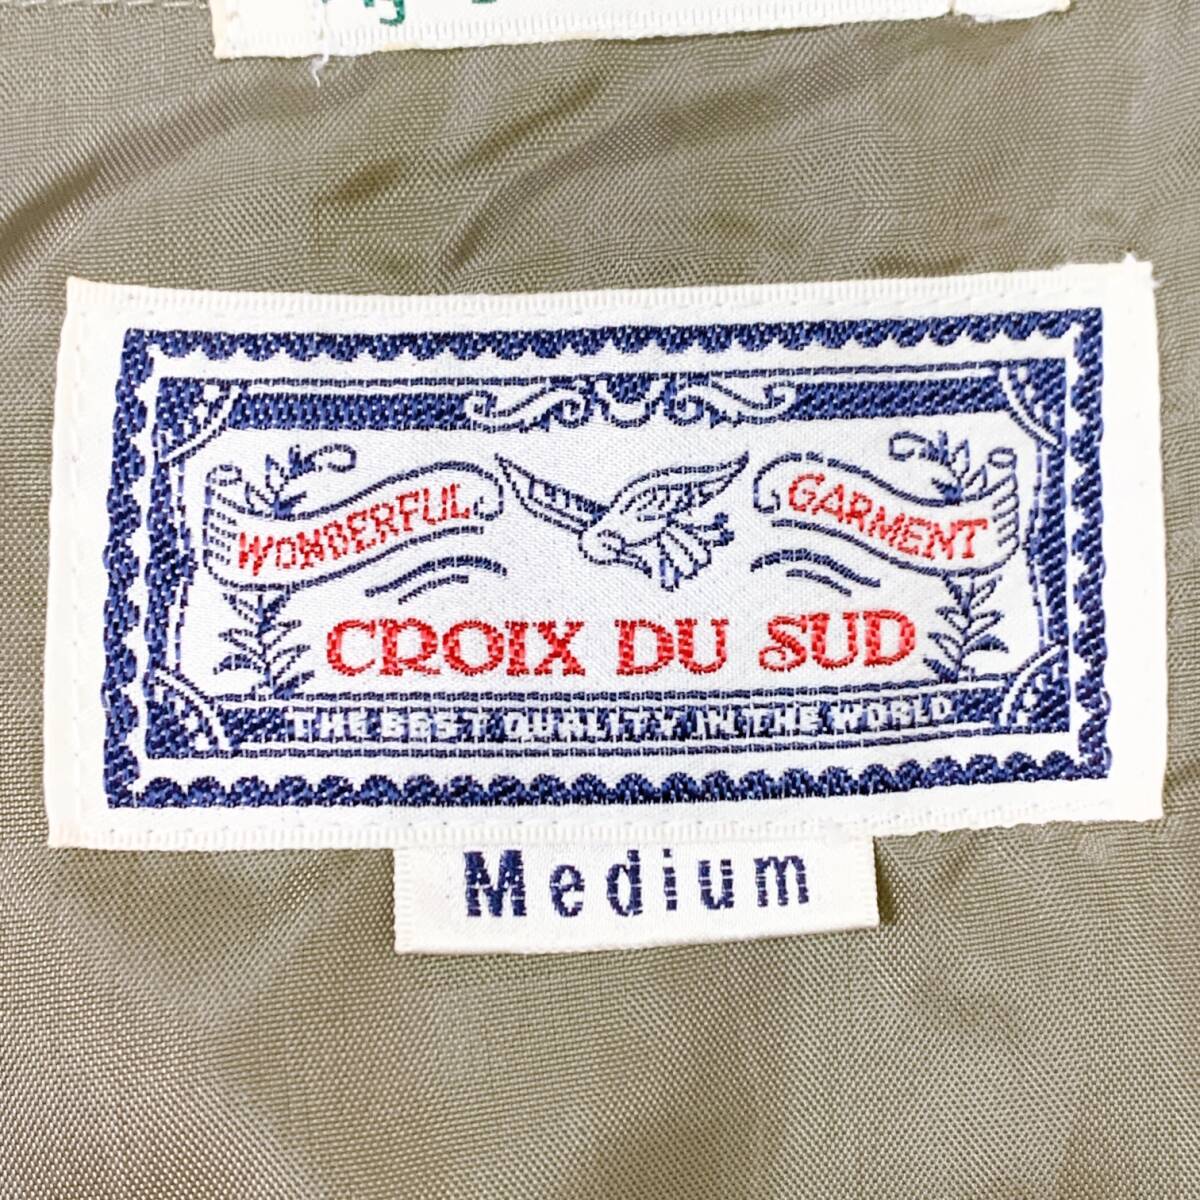 WONDERFUL
GARMENT
CROIX DU SUD
THE BEST QUALITY IN THE WORLD
Medium